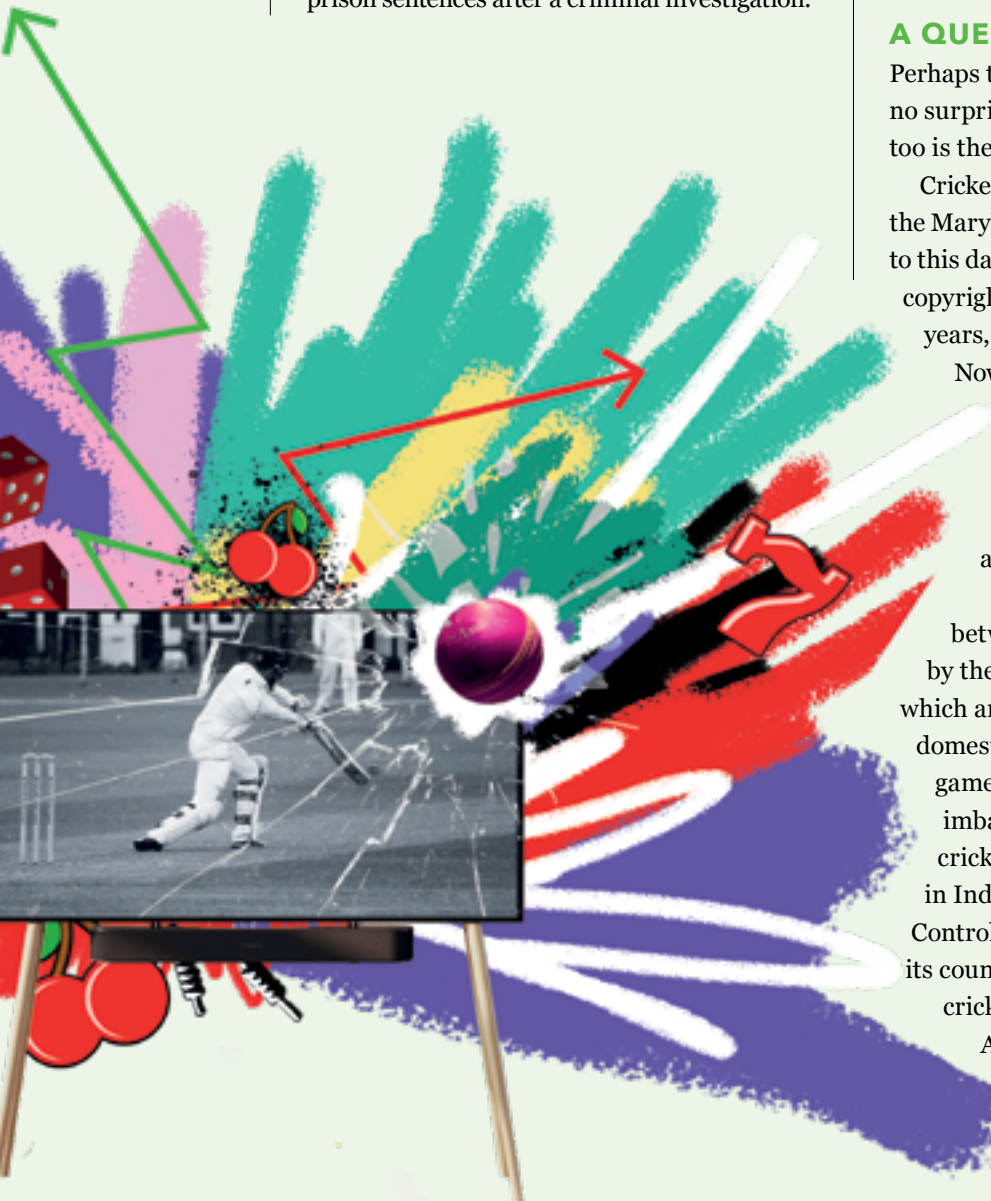 prison sentences after a criminal investigation.
A QUE
Perhaps t
no surpri
too is the
Cricke
the Mary
to this da
copyrigh
years,
Nov
a
betw
by the
which ar
domest
game
imba
crick
in Ind
Control
its coun
crick
A